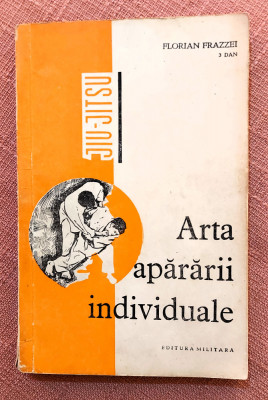 FLORIAN FRAZZEI
3 DAN
JIU-JITSU
Arta
apărării
individuale
EDITURA MILITARĂ